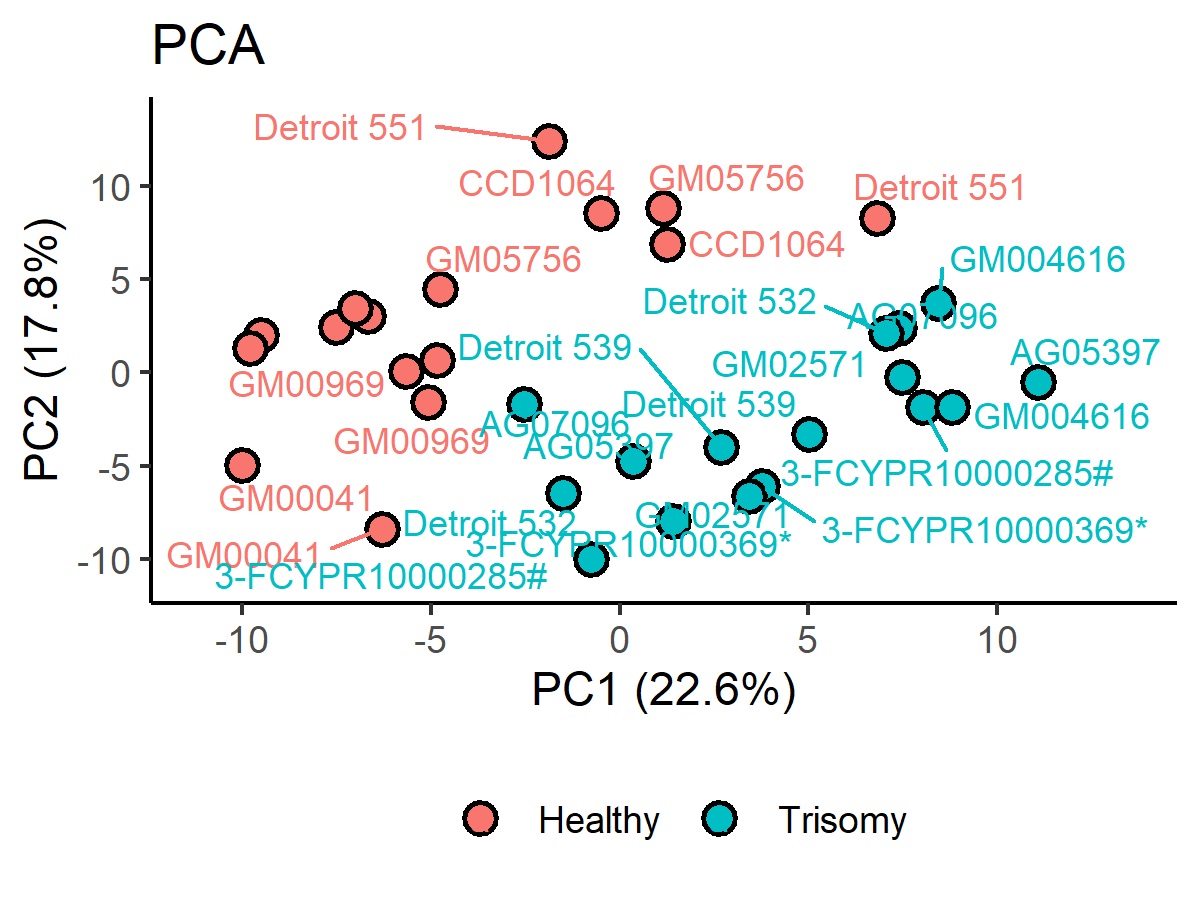 PCA
Detroit 551
CCD1064
GM05756
Detroit 551
CCD1064
GM05756
GM004616
Detroit 532
AG07096
Detroit 539
GM02571
AG05397
GM00969
Detroit 539
GM004616
AG07096
GM00969
AG05397
3-FCYPR10000285#
GM00041
GM02571
Detroit 532
3-FCYPR10000369*
3-FCYPR10000369*
GM00041
3-FCYPR10000285#
10
5
0
-5
-10
PC2 (17.8%)
-10
-5
0
5
10
PC1 (22.6%)
Healthy
Trisomy